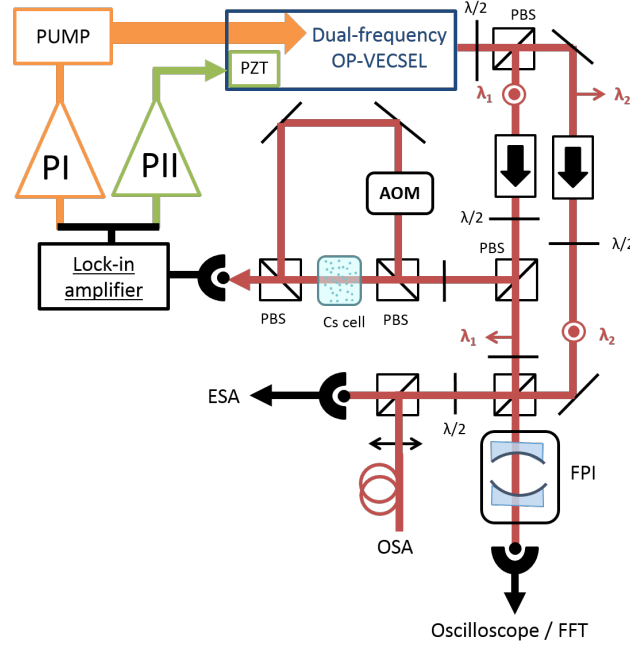 PUMP
Dual-frequency
OP-VECSEL
PZT
λ/2
PBS
λ₁
λ₂
PI
PII
AOM
λ/2
λ/2
PBS
Lock-in
amplifier
PBS
Cs cell
PBS
λ₁
λ₂
ESA
λ/2
FPI
OSA
Oscilloscope / FFT